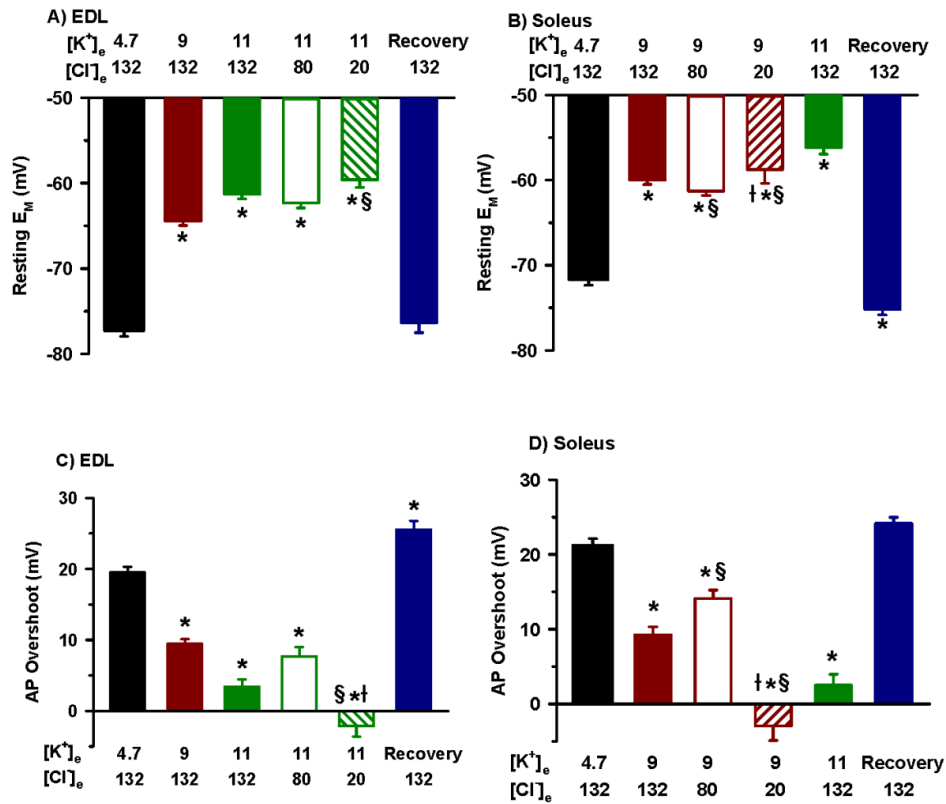 A) EDL
[K+]e 4.7 9 11 11 11 Recovery
[Cl-]e 132 132 132 80 20 132
-50
-60
-70
-80
Resting EM (mV)
* * * *§
B) Soleus
[K+]e 4.7 9 9 9 11 Recovery
[Cl-]e 132 132 80 20 132 132
-50
-60
-70
-80
Resting EM (mV)
* *§ ƚ*§ * *
C) EDL
30
20
10
0
AP Overshoot (mV)
* * * §*ƚ *
[K+]e 4.7 9 11 11 11 Recovery
[Cl]e 132 132 132 80 20 132
D) Soleus
30
20
10
0
AP Overshoot (mV)
* *§ ƚ*§ *
[K+]e 4.7 9 9 9 11 Recovery
[Cl]e 132 132 80 20 132 132